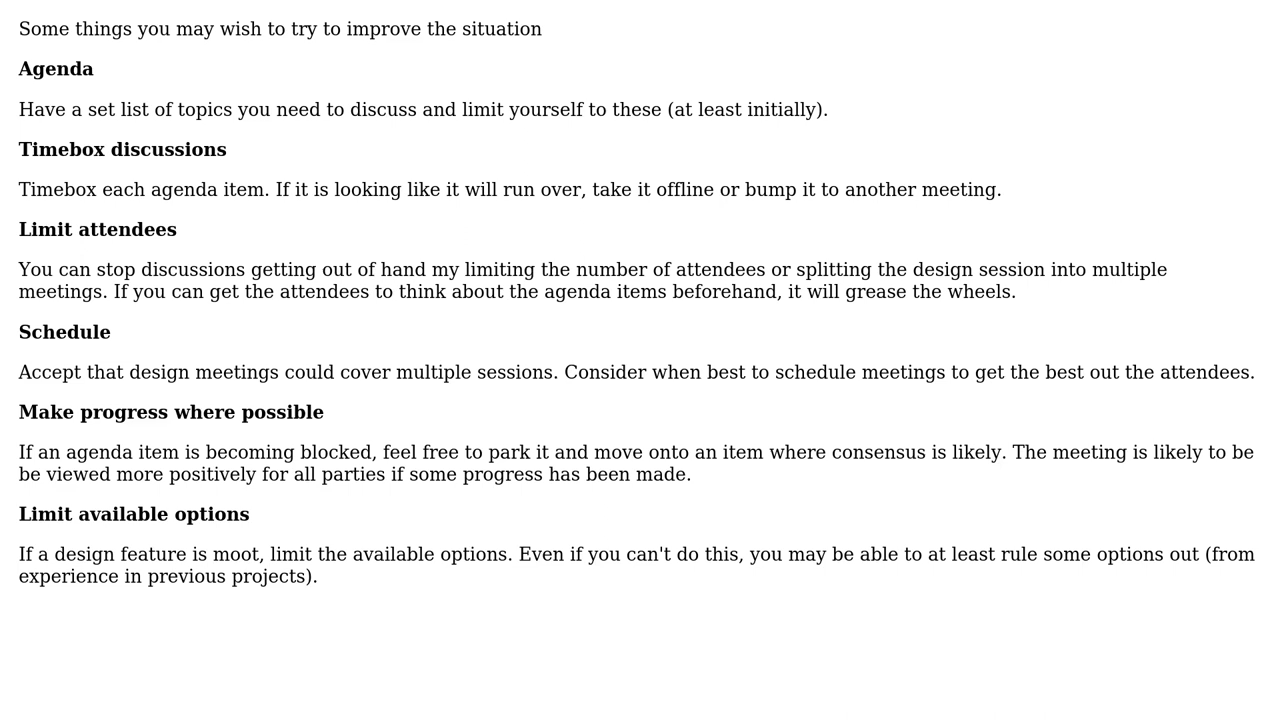 Some things you may wish to try to improve the situation
Agenda
Have a set list of topics you need to discuss and limit yourself to these (at least initially).
Timebox discussions
Timebox each agenda item. If it is looking like it will run over, take it offline or bump it to another meeting.
Limit attendees
You can stop discussions getting out of hand my limiting the number of attendees or splitting the design session into multiple
meetings. If you can get the attendees to think about the agenda items beforehand, it will grease the wheels.
Schedule
Accept that design meetings could cover multiple sessions. Consider when best to schedule meetings to get the best out the attendees.
Make progress where possible
If an agenda item is becoming blocked, feel free to park it and move onto an item where consensus is likely. The meeting is likely to be
be viewed more positively for all parties if some progress has been made.
Limit available options
If a design feature is moot, limit the available options. Even if you can't do this, you may be able to at least rule some options out (from
experience in previous projects).